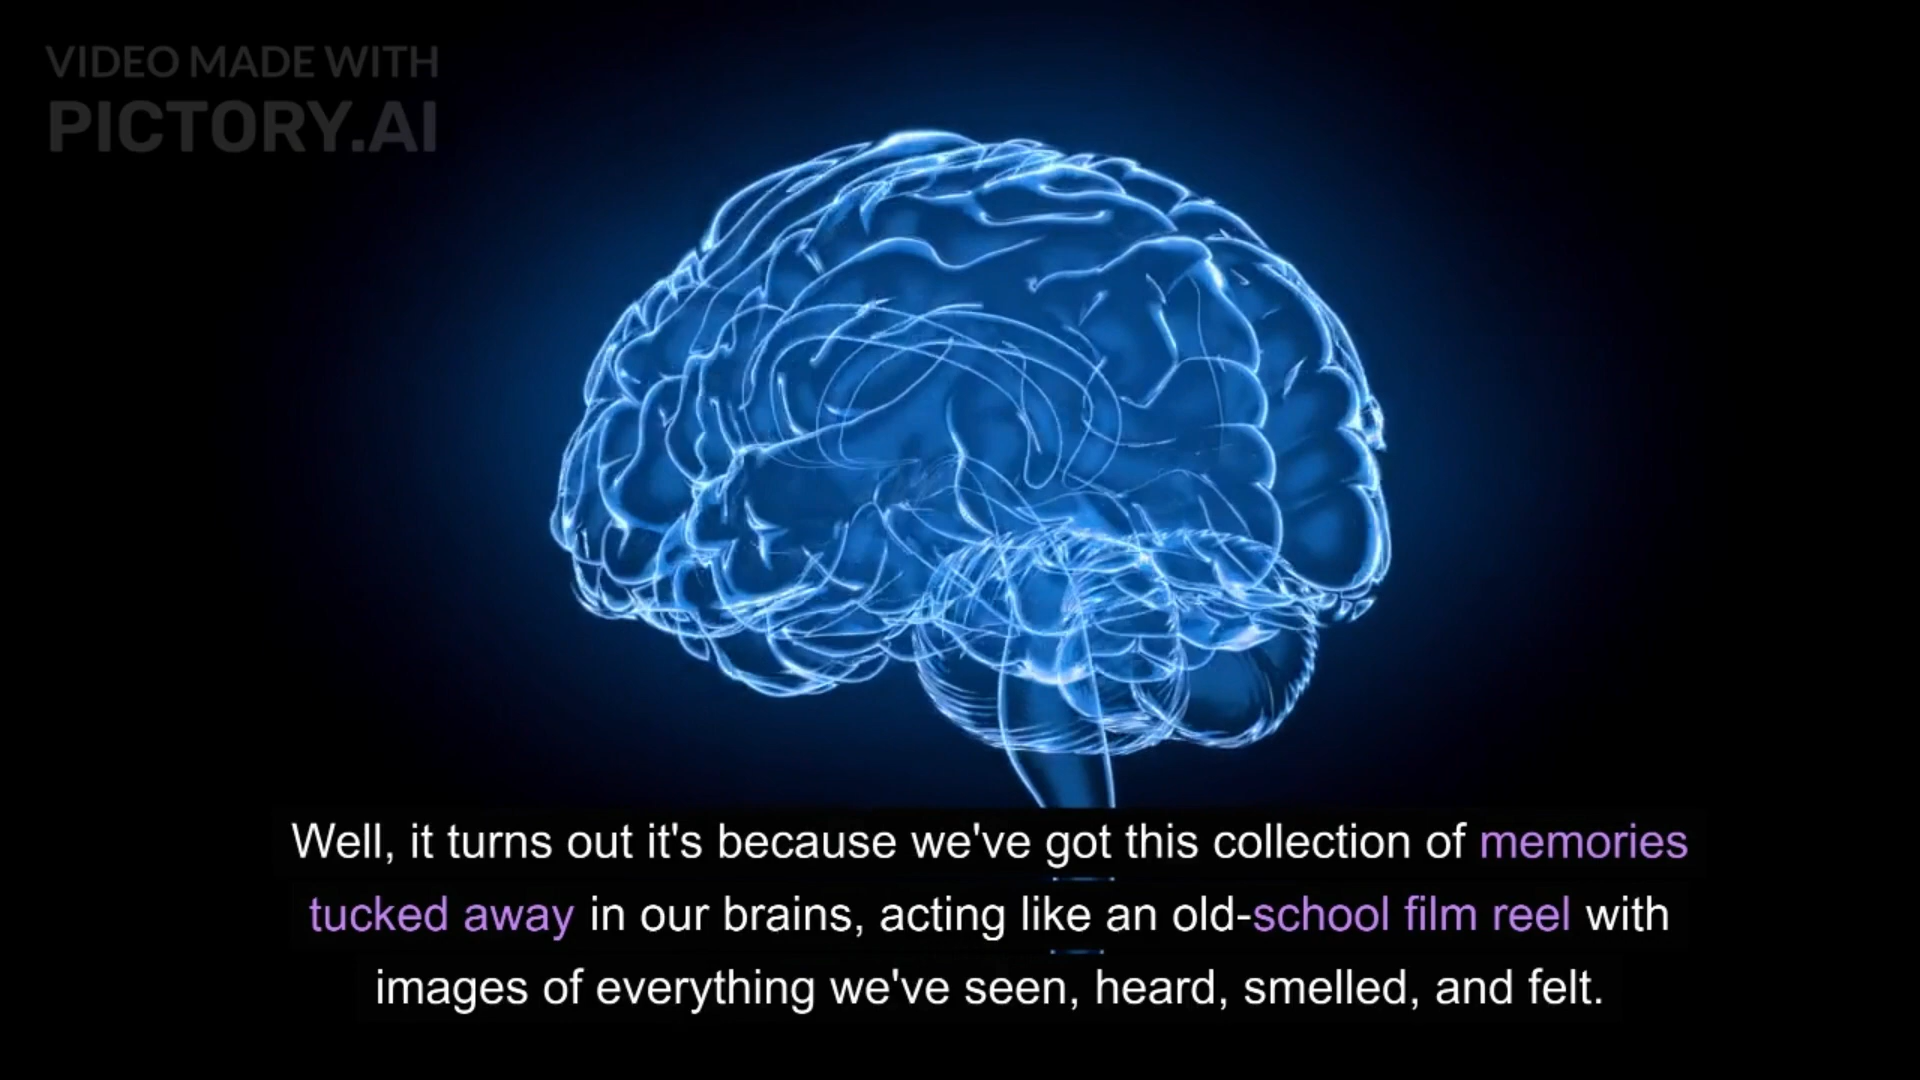 VIDEO MADE WITH
PICTORY.AI
Well, it turns out it's because we've got this collection of memories
tucked away in our brains, acting like an old-school film reel with
images of everything we've seen, heard, smelled, and felt.